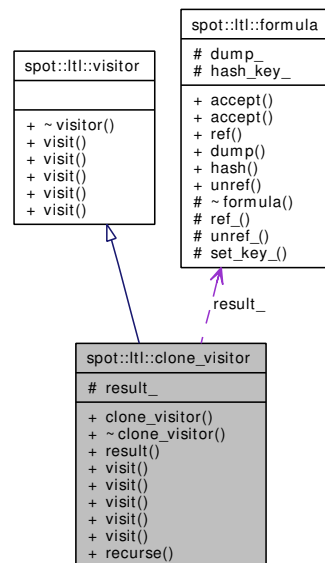 spot::ltl::visitor
+ ~visitor()
+ visit()
+ visit()
+ visit()
+ visit()
+ visit()
spot::ltl::formula
# dump_
# hash_key_
+ accept()
+ accept()
+ ref()
+ dump()
+ hash()
+ unref()
# ~formula()
# ref_()
# unref_()
# set_key_()
result_
spot::ltl::clone_visitor
# result_
+ clone_visitor()
+ ~clone_visitor()
+ result()
+ visit()
+ visit()
+ visit()
+ visit()
+ visit()
+ recurse()